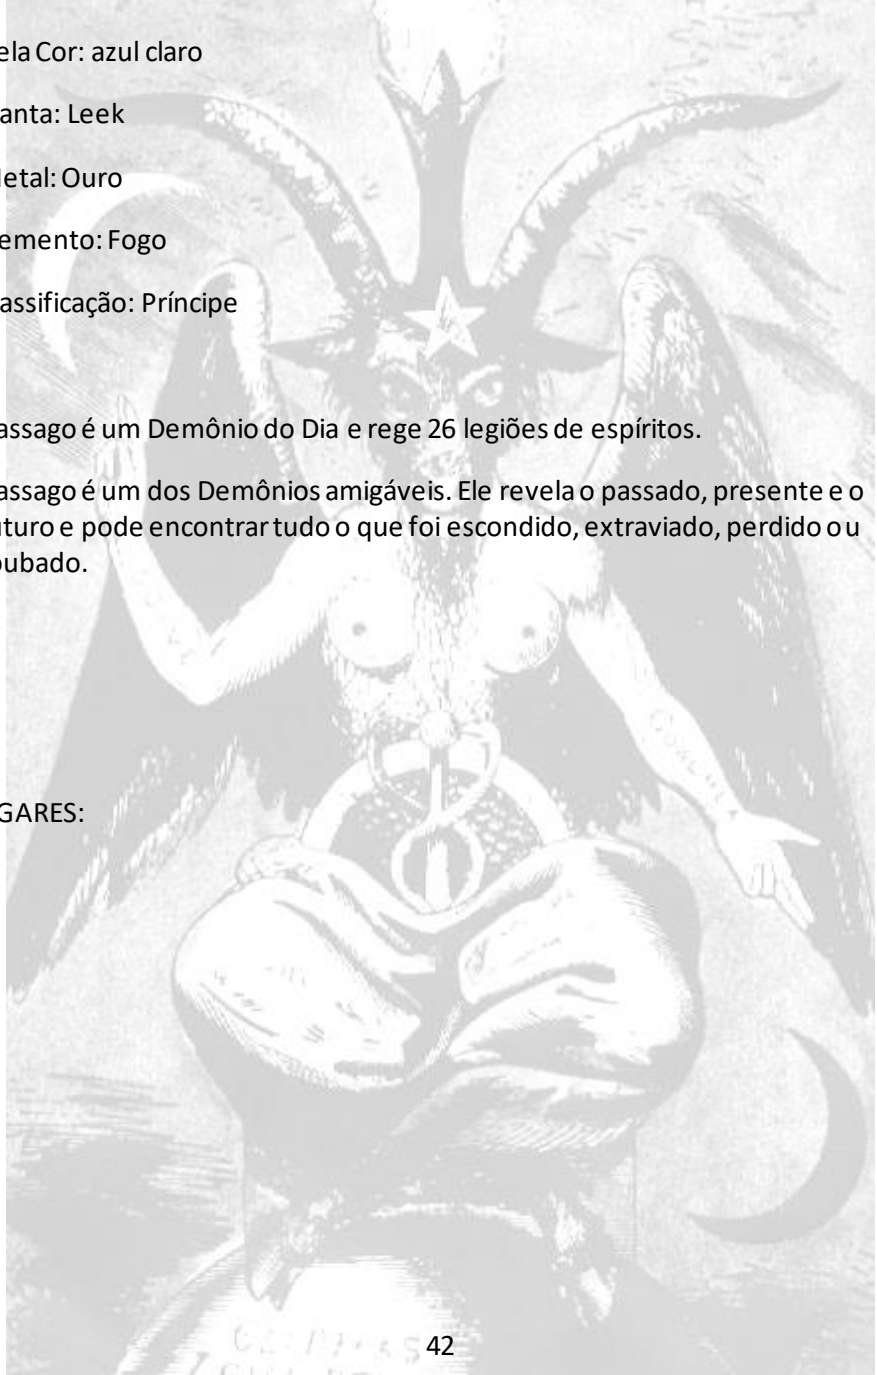 ela Cor: azul claro
anta: Leek
etal: Ouro
emento: Fogo
assificação: Príncipe
assago é um Demônio do Dia e rege 26 legiões de espíritos.
assago é um dos Demônios amigáveis. Ele revela o passado, presente e o
uturo e pode encontrar tudo o que foi escondido, extraviado, perdido ou
oubado.
GARES:
42